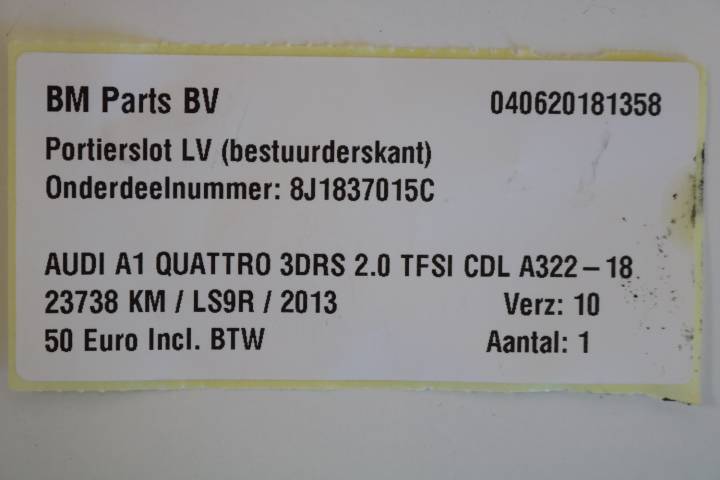 BM Parts BV 040620181358
Portierslot LV (bestuurderskant)
Onderdeelnummer: 8J1837015C
AUDI A1 QUATTRO 3DRS 2.0 TFSI CDL A322-18
23738 KM / LS9R / 2013 Verz: 10
50 Euro Incl. BTW Aantal: 1